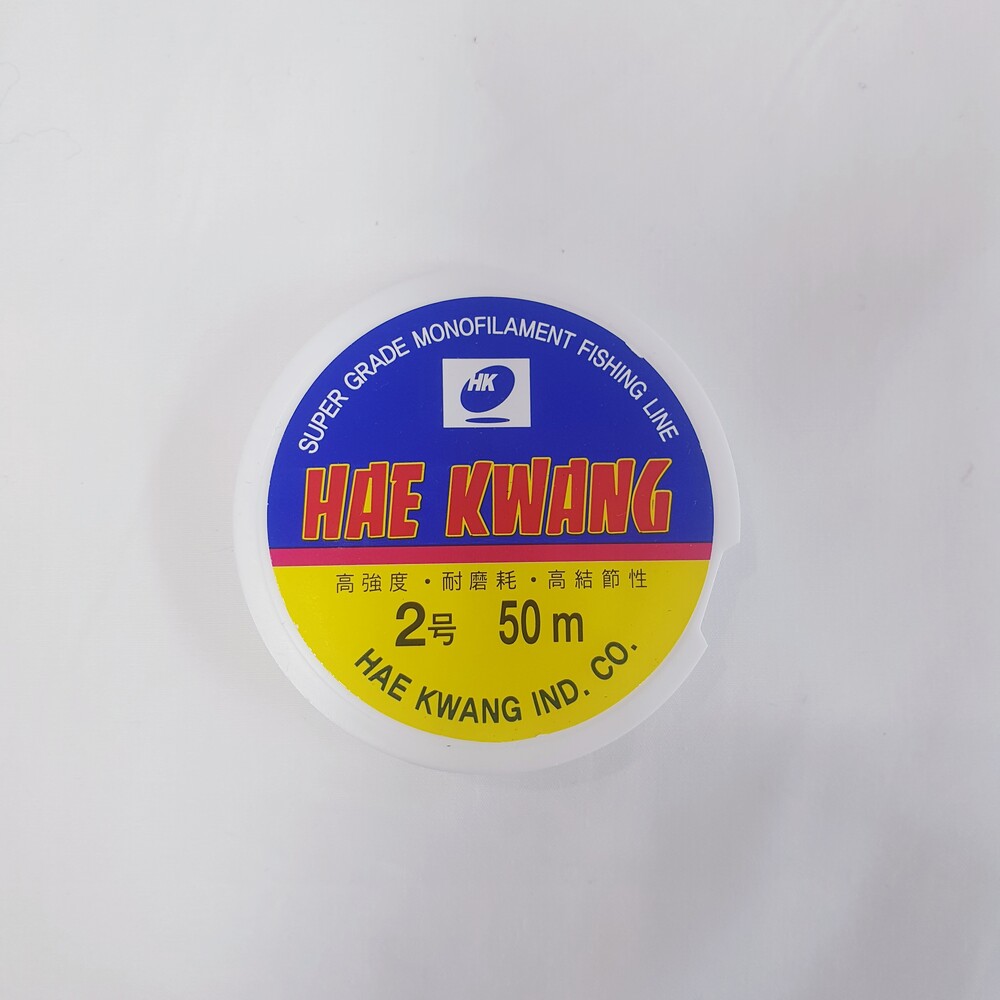 SUPER GRADE MONOFILAMENT FISHING LINE
HK
HAE KWANG
高強度・耐磨耗・高結節性
2号 50m
HAE KWANG IND. CO.